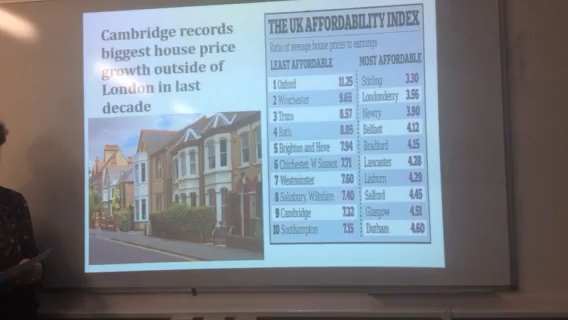 Cambridge records
biggest house price
growth outside of
London in last
decade
THE UK AFFORDABILITY INDEX
Ratio of average house prices to earnings
LEAST AFFORDABLE MOST AFFORDABLE
1 Oxford 11.25 Stirling 3.30
2 Winchester 9.65 Londonderry 3.56
3 Truro 8.57 Newry 3.90
4 Bath 8.05 Belfast 4.12
5 Brighton and Hove 7.94 Bradford 4.15
6 Chichester, W Sussex 7.71 Lancaster 4.28
7 Westminster 7.60 Lisburn 4.29
8 Salisbury, Wiltshire 7.40 Salford 4.45
9 Cambridge 7.32 Glasgow 4.51
10 Southampton 7.15 Durham 4.60